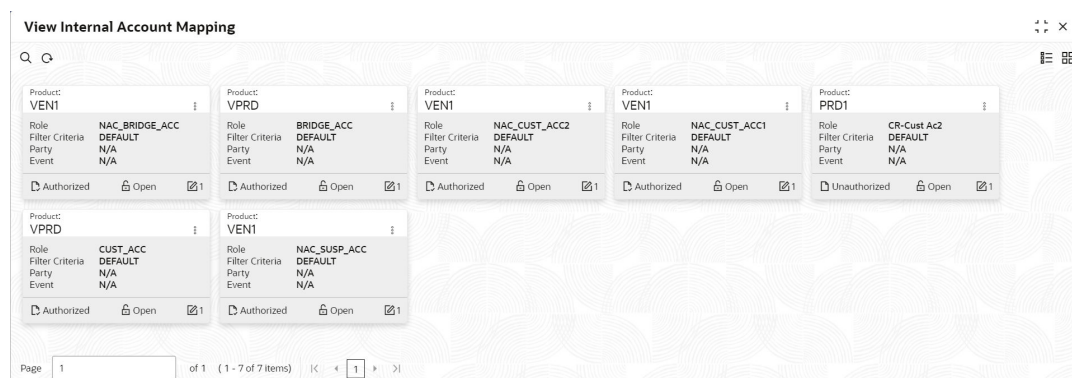 View Internal Account Mapping
Product:
VEN1
Role NAC_BRIDGE_ACC
Filter Criteria DEFAULT
Party N/A
Event N/A
Authorized Open 1
Product:
VPRD
Role BRIDGE_ACC
Filter Criteria DEFAULT
Party N/A
Event N/A
Authorized Open 1
Product:
VEN1
Role NAC_CUST_ACC2
Filter Criteria DEFAULT
Party N/A
Event N/A
Authorized Open 1
Product:
VEN1
Role NAC_CUST_ACC1
Filter Criteria DEFAULT
Party N/A
Event N/A
Authorized Open 1
Product:
PRD1
Role CR-Cust Ac2
Filter Criteria DEFAULT
Party N/A
Event N/A
Unauthorized Open 1
Product:
VPRD
Role CUST_ACC
Filter Criteria DEFAULT
Party N/A
Event N/A
Authorized Open 1
Product:
VEN1
Role NAC_SUSP_ACC
Filter Criteria DEFAULT
Party N/A
Event N/A
Authorized Open 1
Page 1 of 1 ( 1 - 7 of 7 items) 1